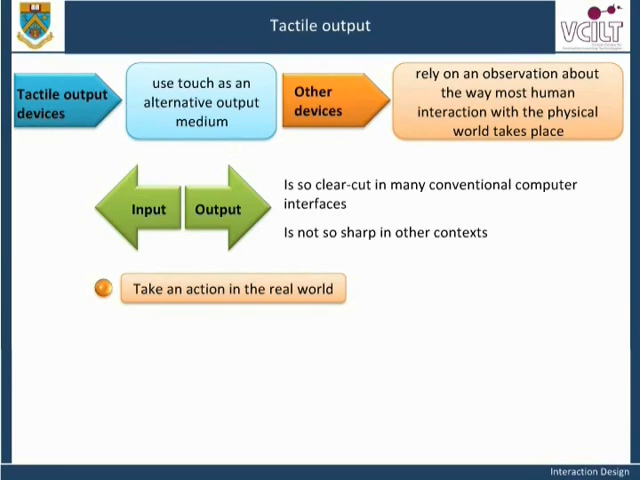 Tactile output
VCILT
Tactile output
devices
use touch as an
alternative output
medium
Other
devices
rely on an observation about
the way most human
interaction with the physical
world takes place
Input
Output
Is so clear-cut in many conventional computer
interfaces
Is not so sharp in other contexts
Take an action in the real world
Interaction Design